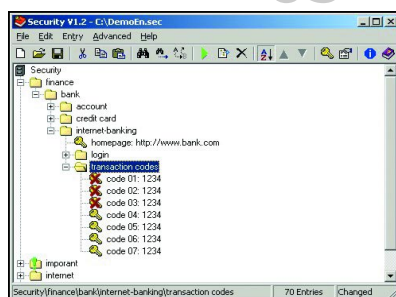 Security V1.2 - C:\DemoEn.sec
File Edit Entry Advanced Help
Security
finance
bank
account
credit card
internet-banking
homepage: http://www.bank.com
login
transaction codes
code 01: 1234
code 02: 1234
code 03: 1234
code 04: 1234
code 05: 1234
code 06: 1234
code 07: 1234
imporant
internet
Security\finance\bank\internet-banking\transaction codes 70 Entries Changed